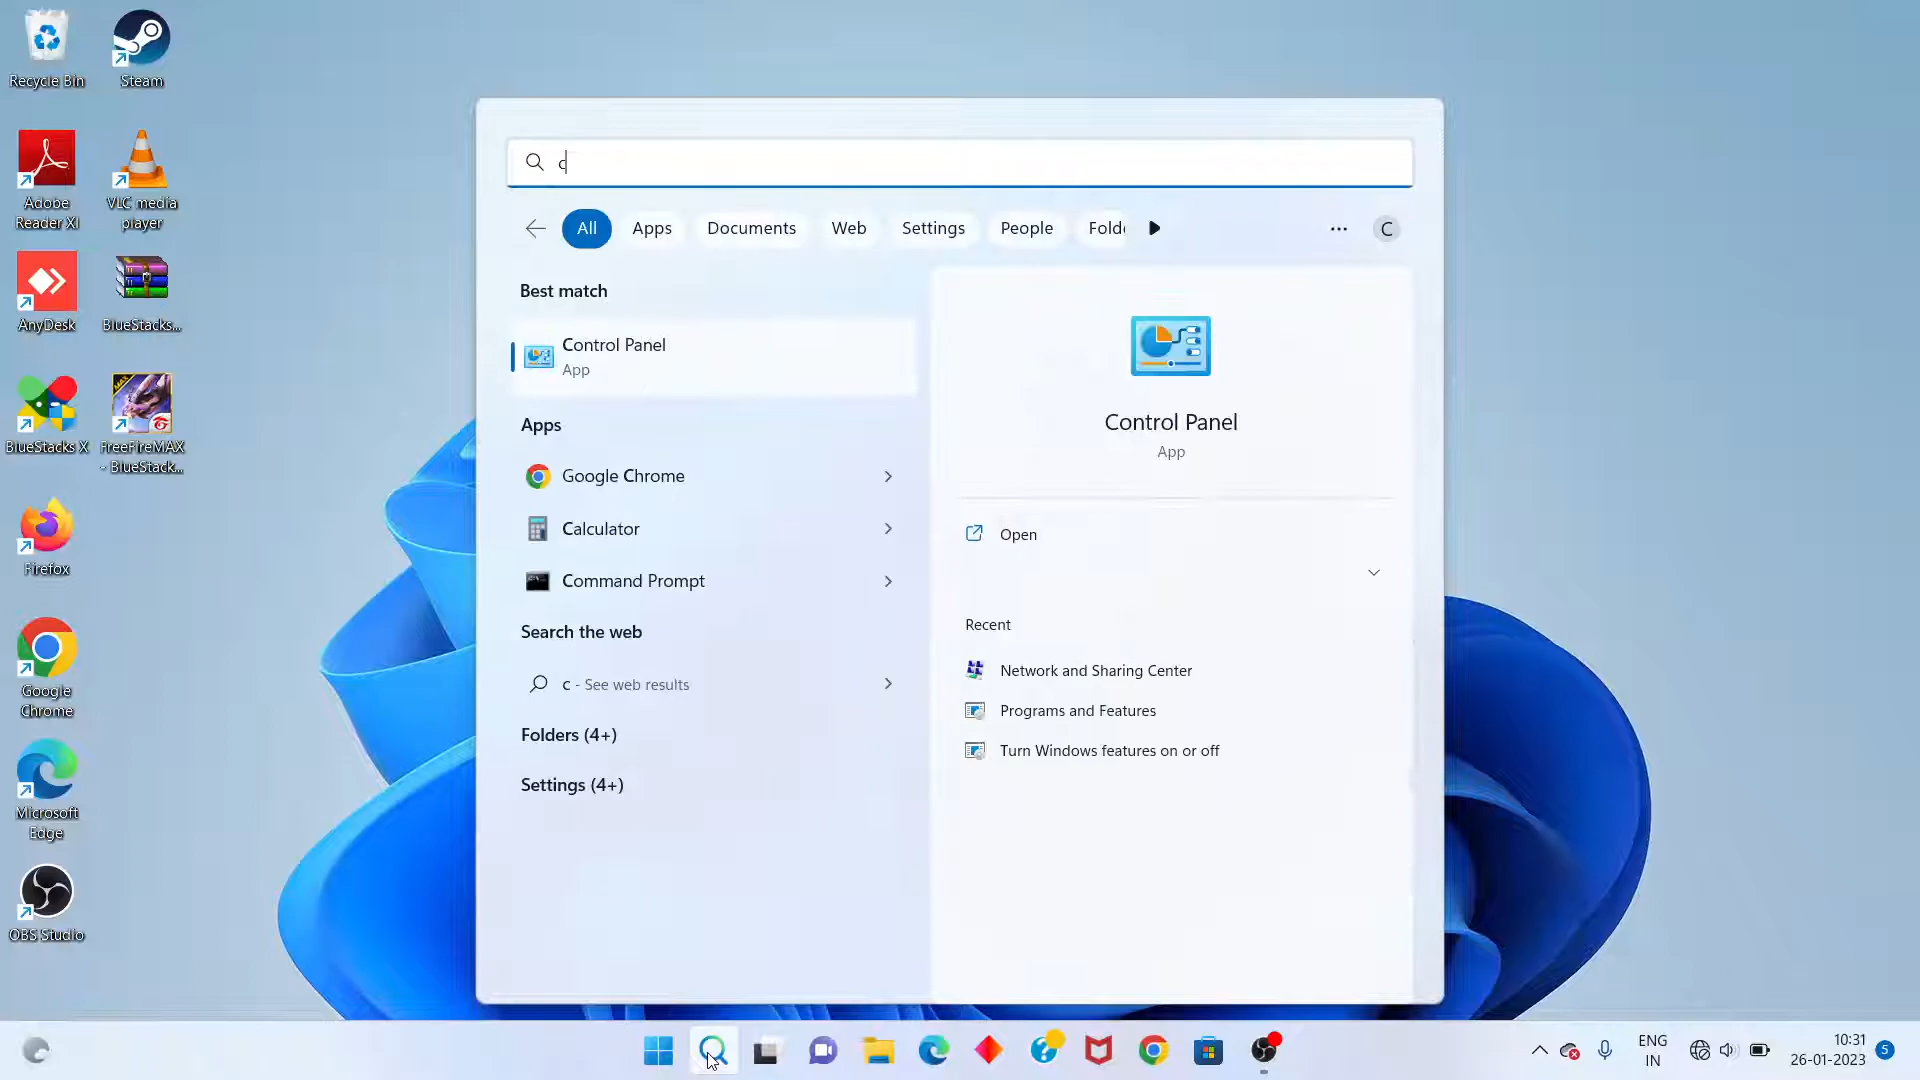 Recycle Bin
Steam
Adobe
Reader XI
VLC media
player
AnyDesk
BlueStacks...
BlueStacks X
FreeFireMAX
- BlueStack...
Firefox
Google
Chrome
Microsoft
Edge
OBS Studio
c
All
Apps
Documents
Web
Settings
People
Folde
C
Best match
Control Panel
App
Apps
Google Chrome
Calculator
Command Prompt
Search the web
c - See web results
Folders (4+)
Settings (4+)
Control Panel
App
Open
Recent
Network and Sharing Center
Programs and Features
Turn Windows features on or off
ENG
IN
10:31
26-01-2023
5